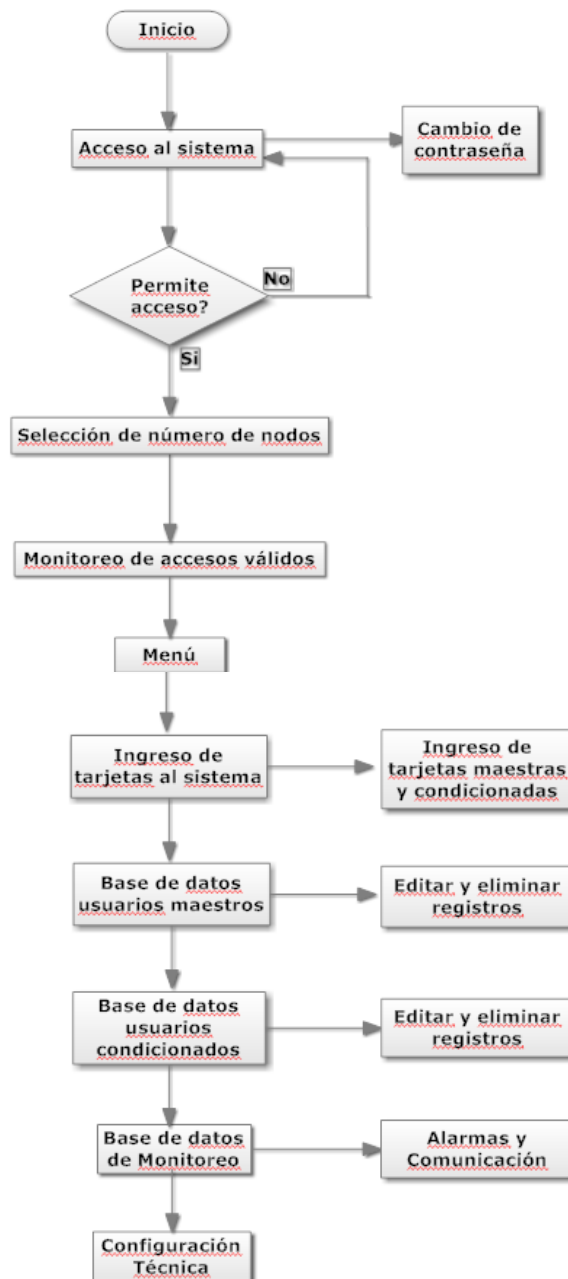 Inicio
Acceso al sistema
Cambio de
contraseña
Permite
acceso?
No
Si
Selección de número de nodos
Monitoreo de accesos válidos
Menú
Ingreso de
tarjetas al sistema
Ingreso de
tarjetas maestras
y condicionadas
Base de datos
usuarios maestros
Editar y eliminar
registros
Base de datos
usuarios
condicionados
Editar y eliminar
registros
Base de datos
de Monitoreo
Alarmas y
Comunicación
Configuración
Técnica